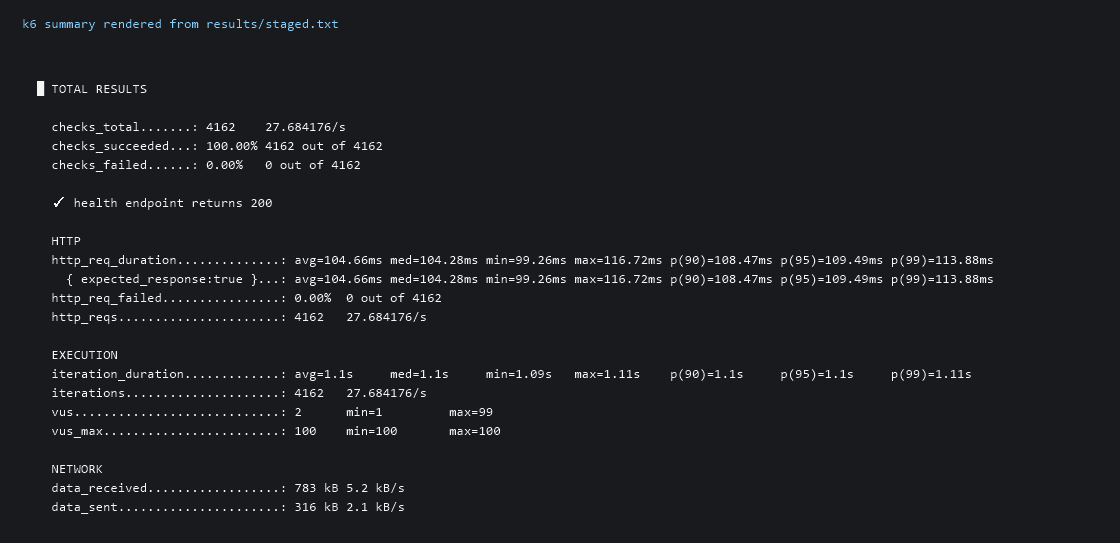 k6 summary rendered from results/staged.txt
█ TOTAL RESULTS
checks_total.......: 4162    27.684176/s
checks_succeeded...: 100.00% 4162 out of 4162
checks_failed......: 0.00%   0 out of 4162
✓ health endpoint returns 200
HTTP
http_req_duration..............: avg=104.66ms med=104.28ms min=99.26ms max=116.72ms p(90)=108.47ms p(95)=109.49ms p(99)=113.88ms
{ expected_response:true }...: avg=104.66ms med=104.28ms min=99.26ms max=116.72ms p(90)=108.47ms p(95)=109.49ms p(99)=113.88ms
http_req_failed................: 0.00%  0 out of 4162
http_reqs......................: 4162   27.684176/s
EXECUTION
iteration_duration.............: avg=1.1s     med=1.1s     min=1.09s   max=1.11s    p(90)=1.1s     p(95)=1.1s     p(99)=1.11s
iterations.....................: 4162   27.684176/s
vus............................: 2      min=1         max=99
vus_max........................: 100    min=100       max=100
NETWORK
data_received..................: 783 kB 5.2 kB/s
data_sent......................: 316 kB 2.1 kB/s